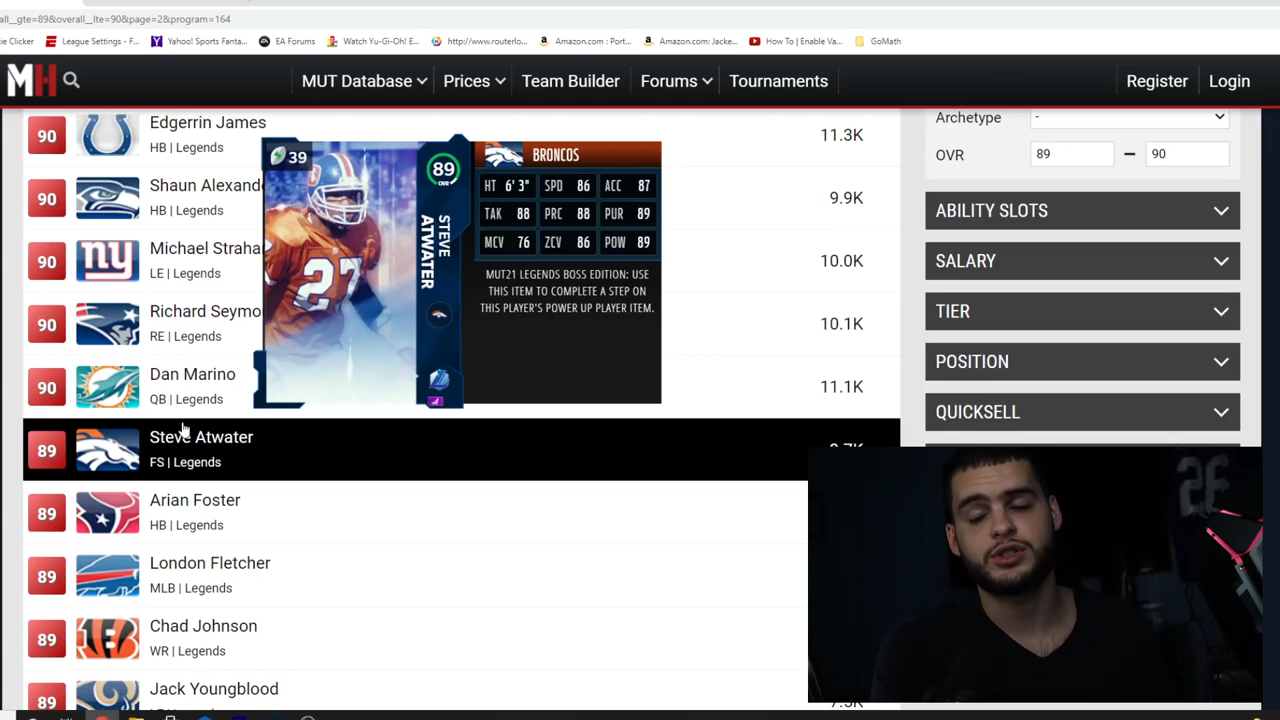 all__gte=89&overall__lte=90&page=2&program=164
ie Clicker League Settings - F... Yahoo! Sports Fanta... EA Forums Watch Yu-Gi-Oh! E... http://www.routerlo... Amazon.com : Port... Amazon.com: Jacke... How To | Enable Va... GoMath
MH MUT Database Prices Team Builder Forums Tournaments Register Login
90 Edgerrin James 11.3K
HB | Legends
90 Shaun Alexand
HB | Legends 9.9K
90 Michael Straha
LE | Legends 10.0K
90 Richard Seymo
RE | Legends 10.1K
90 Dan Marino
QB | Legends 11.1K
89 Steve Atwater
FS | Legends
89 Arian Foster
HB | Legends
89 London Fletcher
MLB | Legends
89 Chad Johnson
WR | Legends
89 Jack Youngblood
39
89
OVR
STEVE
ATWATER
27
BRONCOS
HT 6' 3" SPD 86 ACC 87
TAK 88 PRC 88 PUR 89
MCV 76 ZCV 86 POW 89
MUT21 LEGENDS BOSS EDITION: USE
THIS ITEM TO COMPLETE A STEP ON
THIS PLAYER'S POWER UP PLAYER ITEM.
Archetype -
OVR 89 – 90
ABILITY SLOTS
SALARY
TIER
POSITION
QUICKSELL